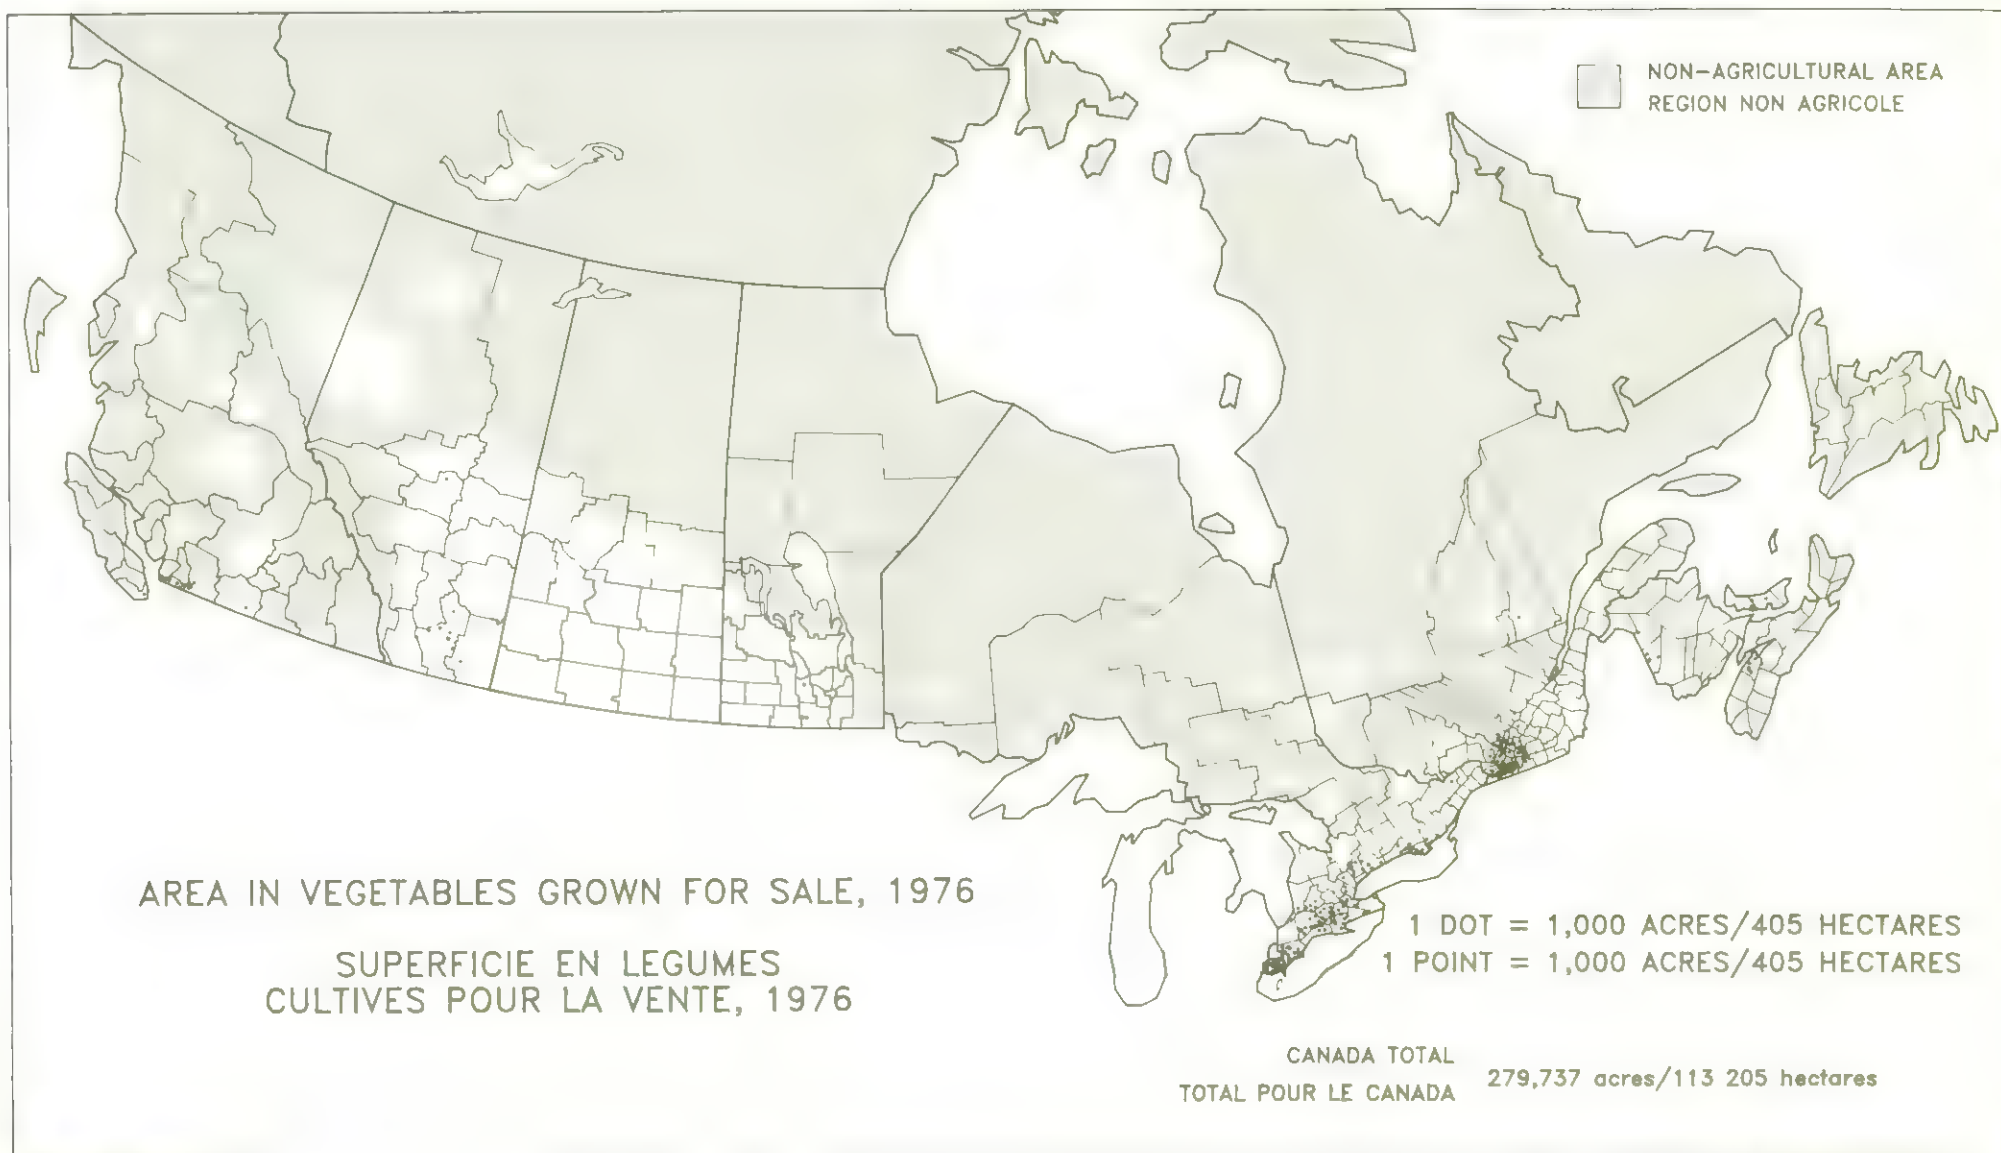 NON-AGRICULTURAL AREA
REGION NON AGRICOLE
AREA IN VEGETABLES GROWN FOR SALE, 1976
SUPERFICIE EN LEGUMES
CULTIVES POUR LA VENTE, 1976
1 DOT = 1,000 ACRES/405 HECTARES
1 POINT = 1,000 ACRES/405 HECTARES
CANADA TOTAL
TOTAL POUR LE CANADA
279,737 acres/113 205 hectares